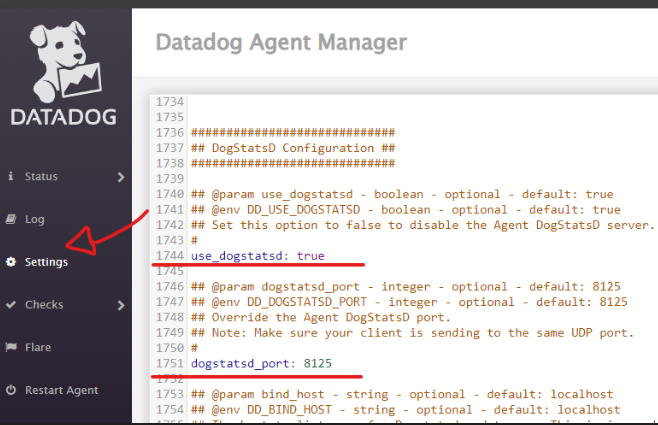 Datadog Agent Manager
DATADOG
Status
Log
Settings
Checks
Flare
Restart Agent
1734
1735
1736 ############################
1737 ## DogStatsD Configuration ##
1738 ############################
1739
1740 ## @param use_dogstatsd - boolean - optional - default: true
1741 ## @env DD_USE_DOGSTATSD - boolean - optional - default: true
1742 ## Set this option to false to disable the Agent DogStatsD server.
1743 #
1744 use_dogstatsd: true
1745
1746 ## @param dogstatsd_port - integer - optional - default: 8125
1747 ## @env DD_DOGSTATSD_PORT - integer - optional - default: 8125
1748 ## Override the Agent DogStatsD port.
1749 ## Note: Make sure your client is sending to the same UDP port.
1750 #
1751 dogstatsd_port: 8125
1752
1753 ## @param bind_host - string - optional - default: localhost
1754 ## @env DD_BIND_HOST - string - optional - default: localhost